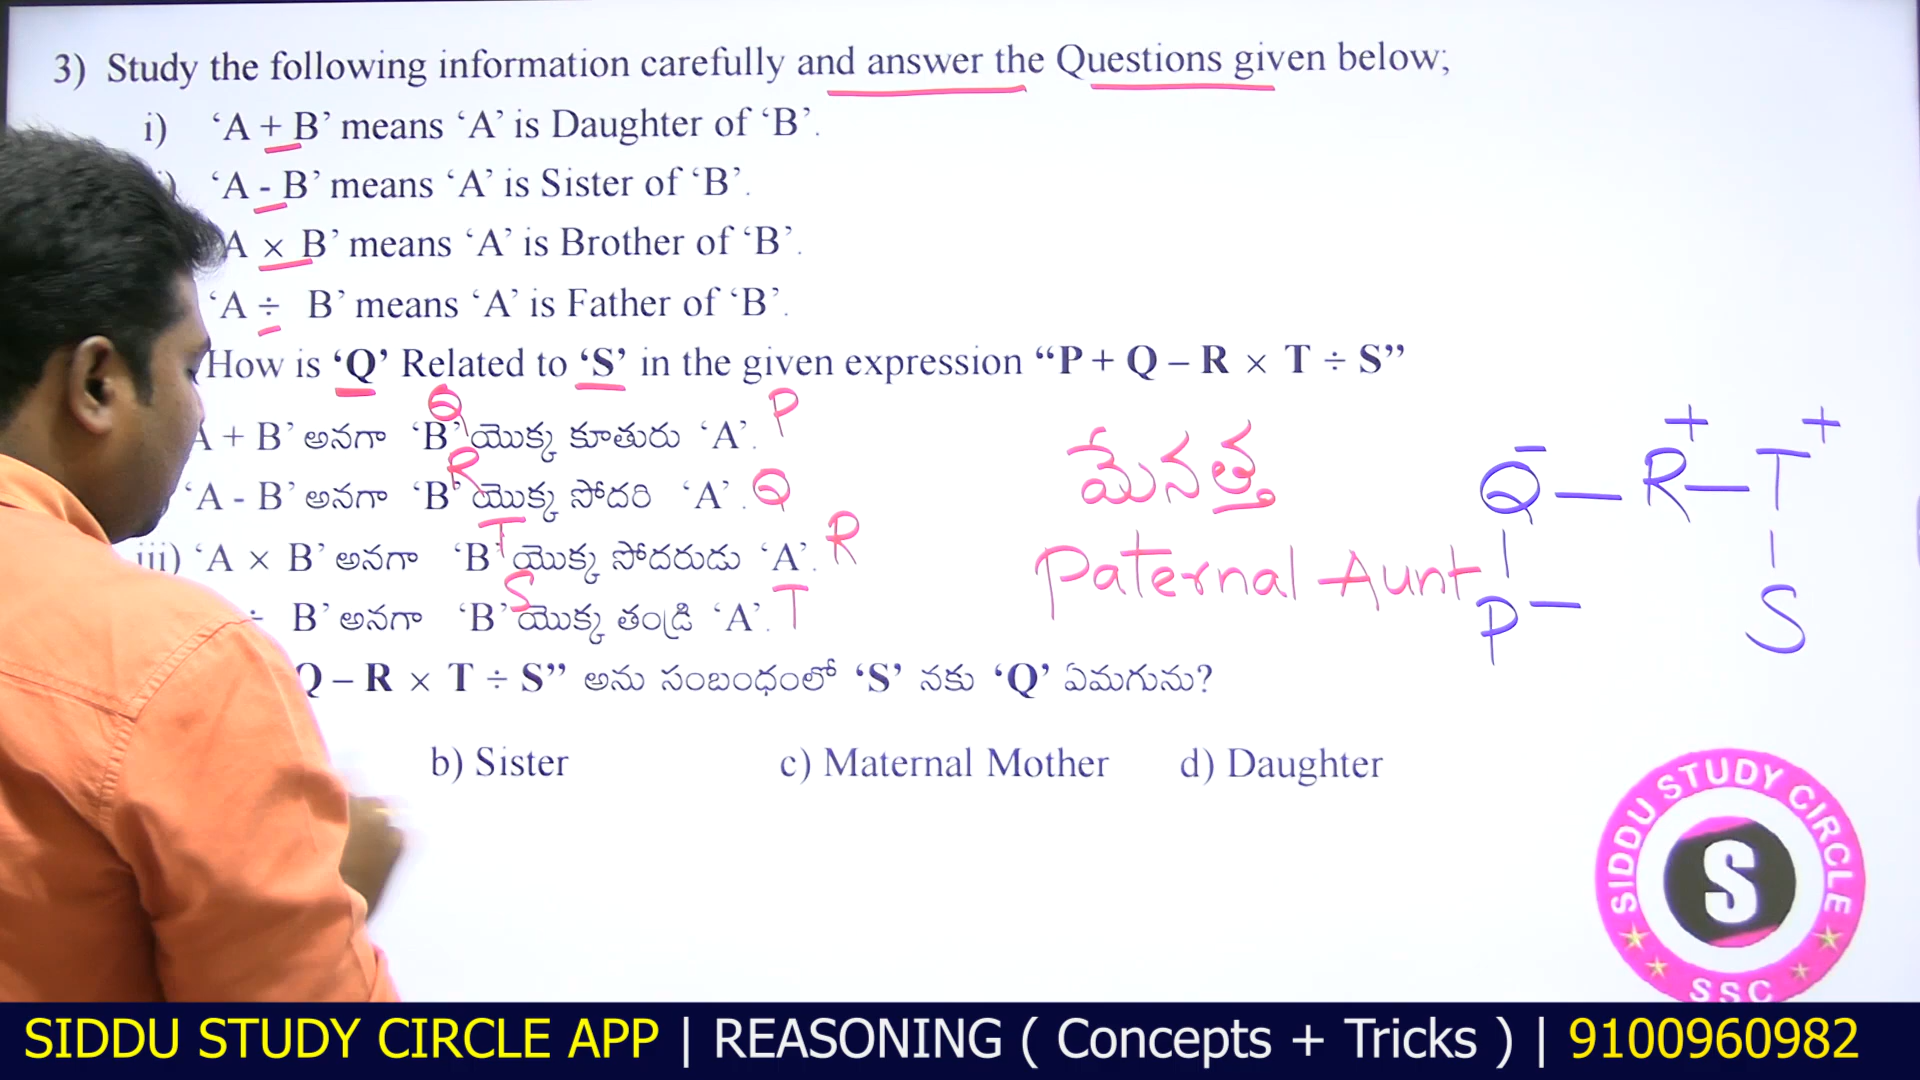 3) Study the following information carefully and answer the Questions given below;
i) ‘A + B’ means ‘A’ is Daughter of ‘B’.
‘A - B’ means ‘A’ is Sister of ‘B’.
A × B’ means ‘A’ is Brother of ‘B’.
‘A ÷ B’ means ‘A’ is Father of ‘B’.
How is ‘Q’ Related to ‘S’ in the given expression “P + Q – R × T ÷ S”
Q P
A + B’ అనగా ‘B’ యొక్క కూతురు ‘A’.
R Q
‘A - B’ అనగా ‘B’ యొక్క సోదరి ‘A’.
T R
iii) ‘A × B’ అనగా ‘B’ యొక్క సోదరుడు ‘A’.
S T
÷ B’ అనగా ‘B’ యొక్క తండ్రి ‘A’.
Q – R × T ÷ S” అను సంబంధంలో ‘S’ నకు ‘Q’ ఏమగును?
మేనత్త
Paternal Aunt
- + +
Q — R — T
| |
P — S
b) Sister c) Maternal Mother d) Daughter
SIDDU STUDY CIRCLE
S
SSC
SIDDU STUDY CIRCLE APP | REASONING ( Concepts + Tricks ) | 9100960982